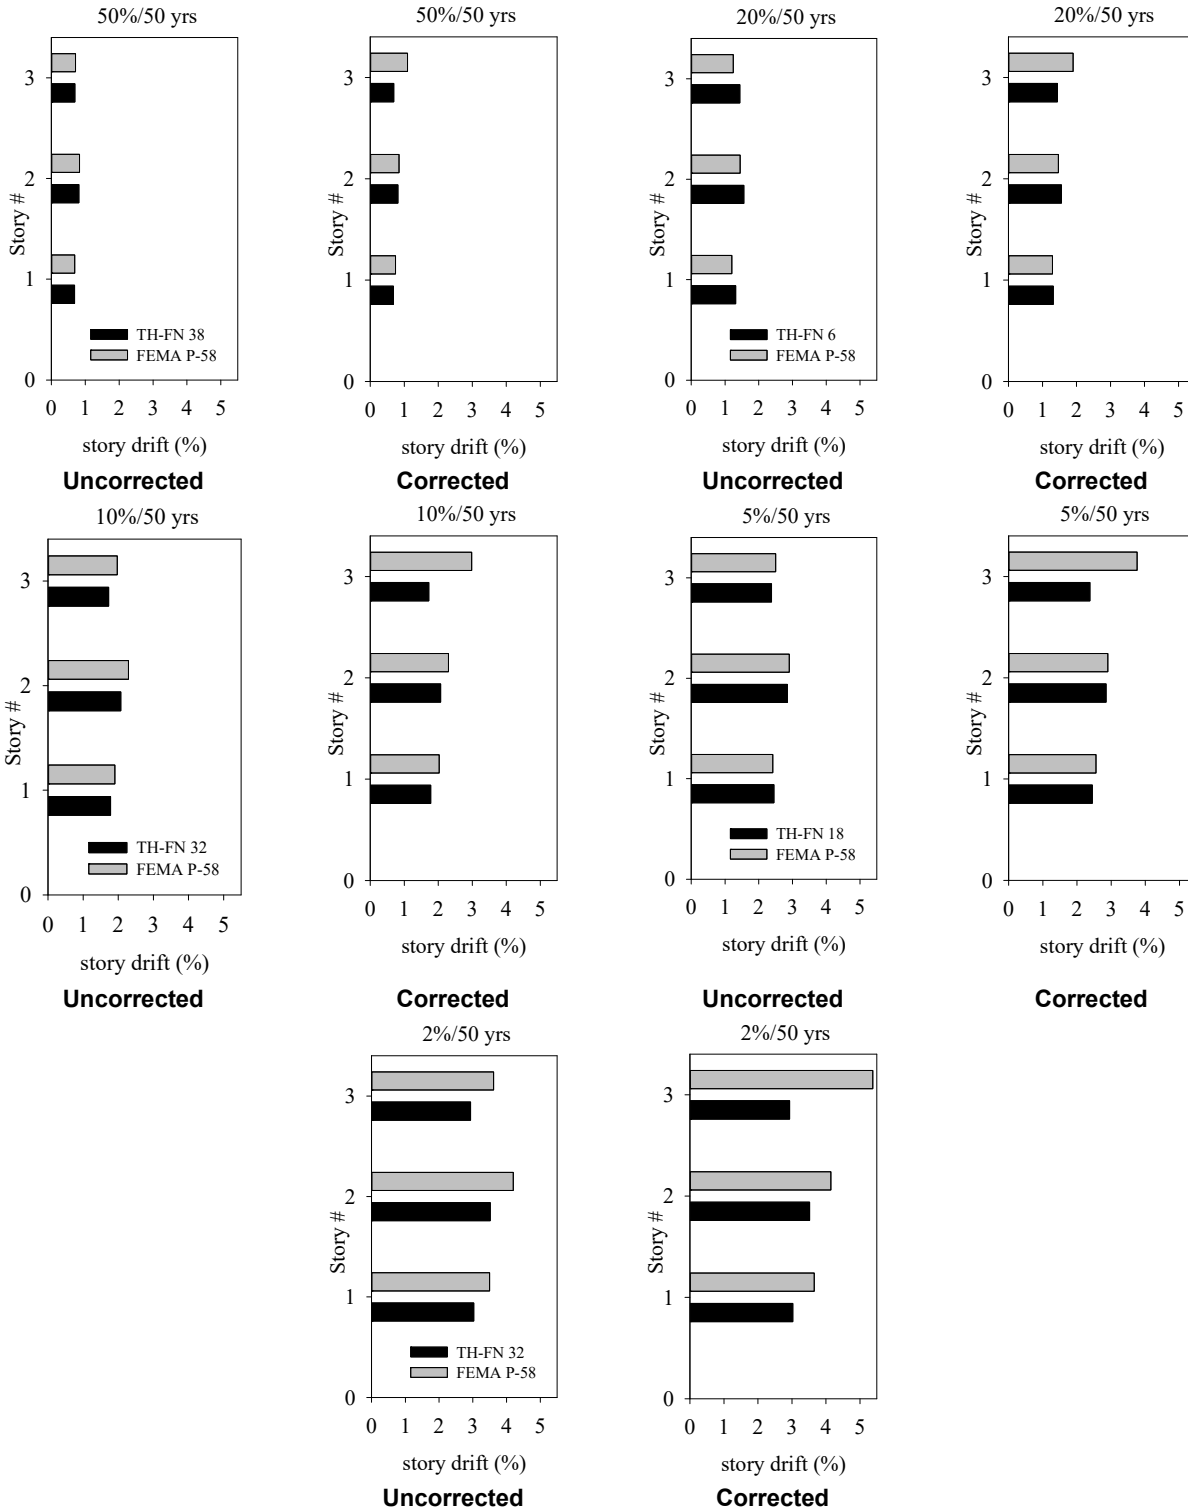 50%/50 yrs
3
2
1
0
Story #
TH-FN 38
FEMA P-58
0 1 2 3 4 5
story drift (%)
Uncorrected
50%/50 yrs
3
2
1
0
Story #
0 1 2 3 4 5
story drift (%)
Corrected
20%/50 yrs
3
2
1
0
Story #
TH-FN 6
FEMA P-58
0 1 2 3 4 5
story drift (%)
Uncorrected
20%/50 yrs
3
2
1
0
Story #
0 1 2 3 4 5
story drift (%)
Corrected
10%/50 yrs
3
2
1
0
Story #
TH-FN 32
FEMA P-58
0 1 2 3 4 5
story drift (%)
Uncorrected
10%/50 yrs
3
2
1
0
Story #
0 1 2 3 4 5
story drift (%)
Corrected
5%/50 yrs
3
2
1
0
Story #
TH-FN 18
FEMA P-58
0 1 2 3 4 5
story drift (%)
Uncorrected
5%/50 yrs
3
2
1
0
Story #
0 1 2 3 4 5
story drift (%)
Corrected
2%/50 yrs
3
2
1
0
Story #
TH-FN 32
FEMA P-58
0 1 2 3 4 5
story drift (%)
Uncorrected
2%/50 yrs
3
2
1
0
Story #
0 1 2 3 4 5
story drift (%)
Corrected